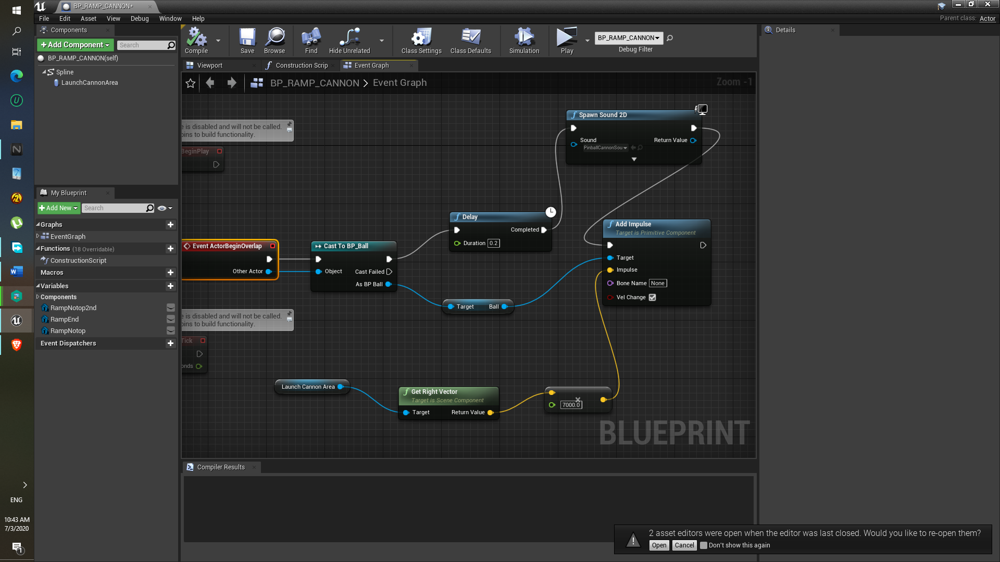 BP_RAMP_CANNON*
File Edit Asset View Debug Window Help
Parent class: Actor
Components
+Add Component
Search
BP_RAMP_CANNON(self)
Spline
LaunchCannonArea
My Blueprint
+Add New
Search
Graphs
EventGraph
Functions (18 Overridable)
ConstructionScript
Macros
Variables
Components
RampNotop2nd
RampEnd
RampNotop
Event Dispatchers
Compile
Save
Browse
Find
Hide Unrelated
Class Settings
Class Defaults
Simulation
Play
BP_RAMP_CANNON
Debug Filter
Viewport
Construction Scrip
Event Graph
BP_RAMP_CANNON > Event Graph
Zoom -1
e is disabled and will not be called.
pins to build functionality.
BeginPlay
Spawn Sound 2D
Sound
PinballCannonSou
Return Value
Delay
Completed
Duration 0.2
Event ActorBeginOverlap
Other Actor
Cast To BP_Ball
Object
Cast Failed
As BP Ball
Add Impulse
Target is Primitive Component
Target
Impulse
Bone Name None
Vel Change
Target Ball
e is disabled and will not be called.
pins to build functionality.
Tick
onds
Launch Cannon Area
Get Right Vector
Target is Scene Component
Target
Return Value
7000.0
BLUEPRINT
Compiler Results
Details
2 asset editors were open when the editor was last closed. Would you like to re-open them?
Open Cancel Don't show this again
ENG
10:43 AM
7/3/2020
1